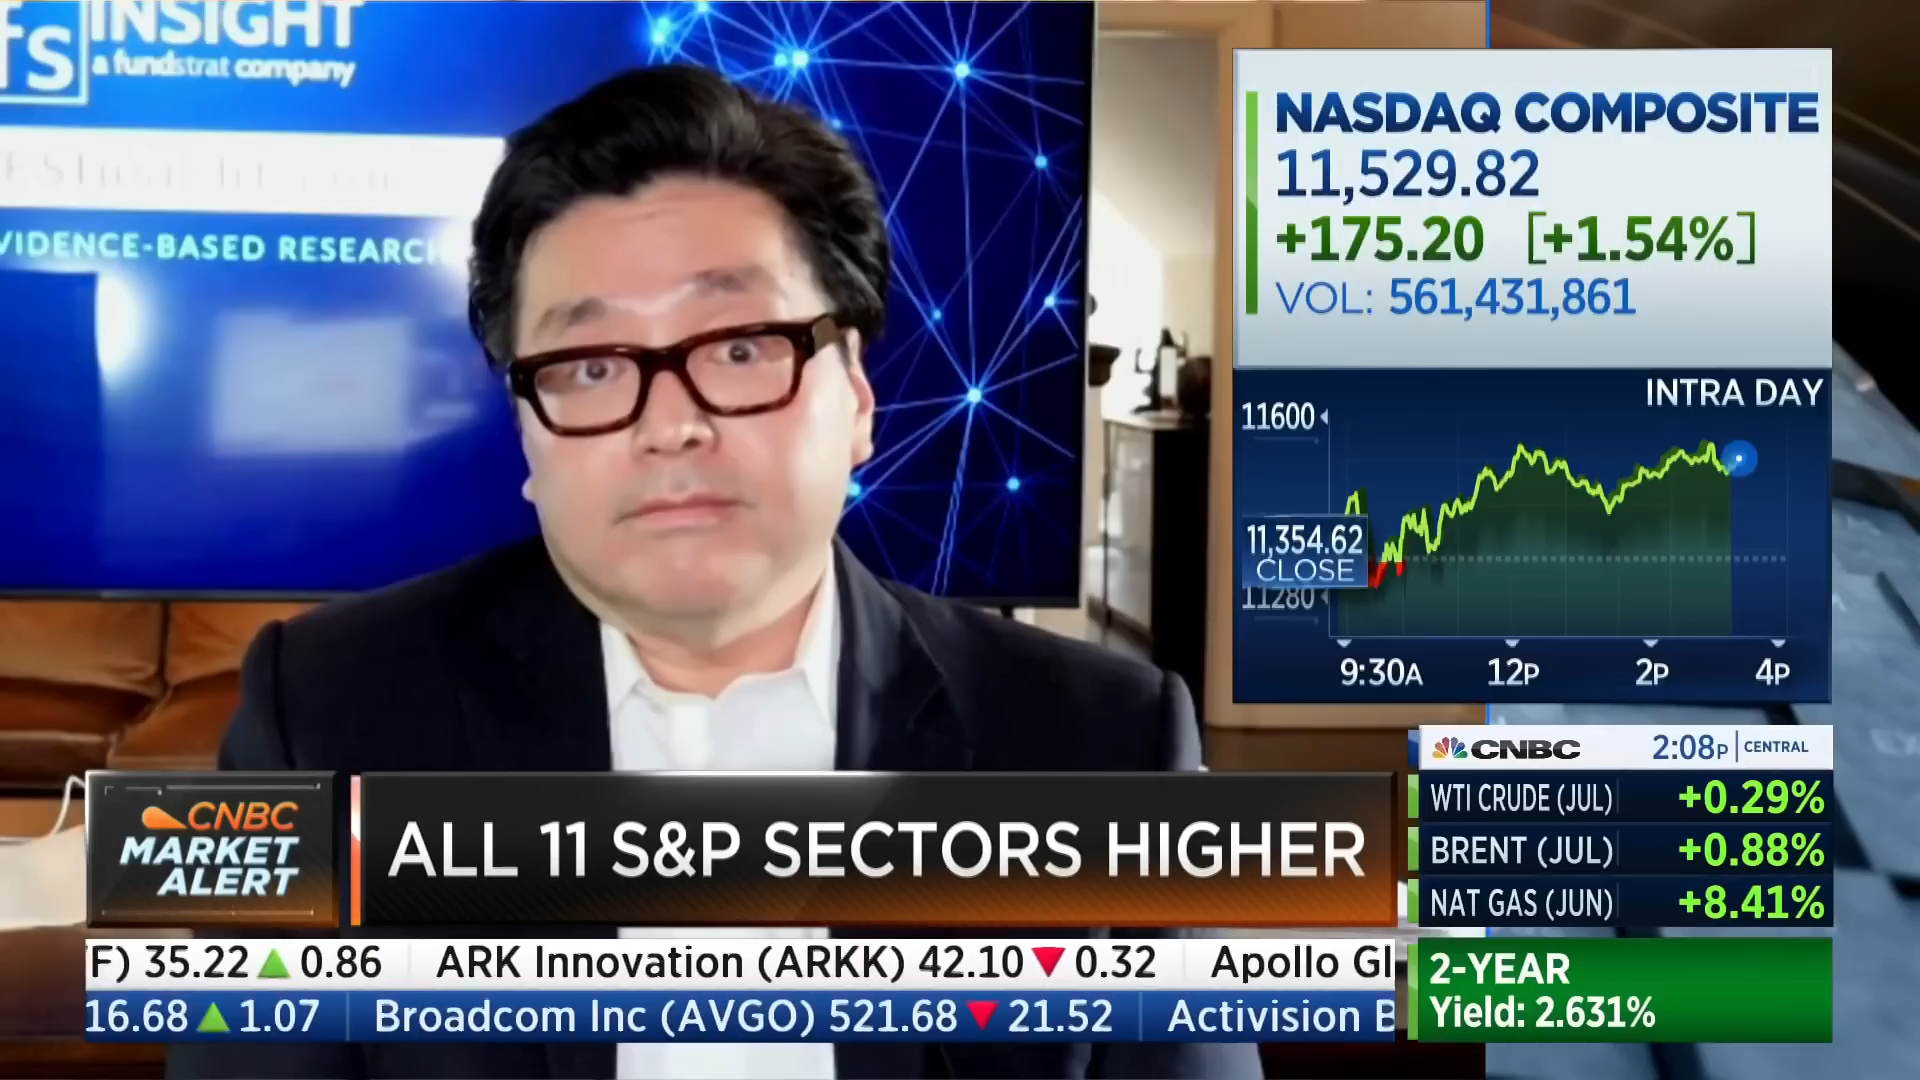 fs INSIGHT
a fundstrat company
VIDENCE-BASED RESEARCH
NASDAQ COMPOSITE
11,529.82
+175.20 [+1.54%]
VOL: 561,431,861
INTRA DAY
11600
11,354.62
CLOSE
11280
9:30A 12P 2P 4P
CNBC 2:08P CENTRAL
WTI CRUDE (JUL) +0.29%
BRENT (JUL) +0.88%
NAT GAS (JUN) +8.41%
2-YEAR
Yield: 2.631%
CNBC
MARKET
ALERT
ALL 11 S&P SECTORS HIGHER
F) 35.22 ▲ 0.86 ARK Innovation (ARKK) 42.10 ▼ 0.32 Apollo Gl
16.68 ▲ 1.07 Broadcom Inc (AVGO) 521.68 ▼ 21.52 Activision B